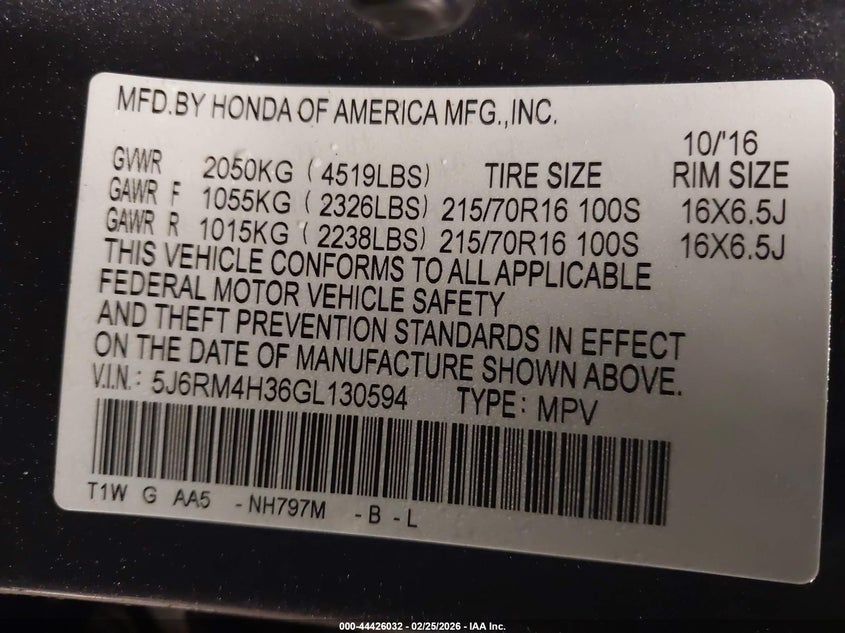 MFD.BY HONDA OF AMERICA MFG.,INC.
10/'16
GVWR 2050KG ( 4519LBS) TIRE SIZE RIM SIZE
GAWR F 1055KG ( 2326LBS) 215/70R16 100S 16X6.5J
GAWR R 1015KG ( 2238LBS) 215/70R16 100S 16X6.5J
THIS VEHICLE CONFORMS TO ALL APPLICABLE
FEDERAL MOTOR VEHICLE SAFETY
AND THEFT PREVENTION STANDARDS IN EFFECT
ON THE DATE OF MANUFACTURE SHOWN ABOVE.
V.I.N.: 5J6RM4H36GL130594 TYPE: MPV
T1W G AA5 -NH797M -B -L
000-44426032 - 02/25/2026 - IAA Inc.